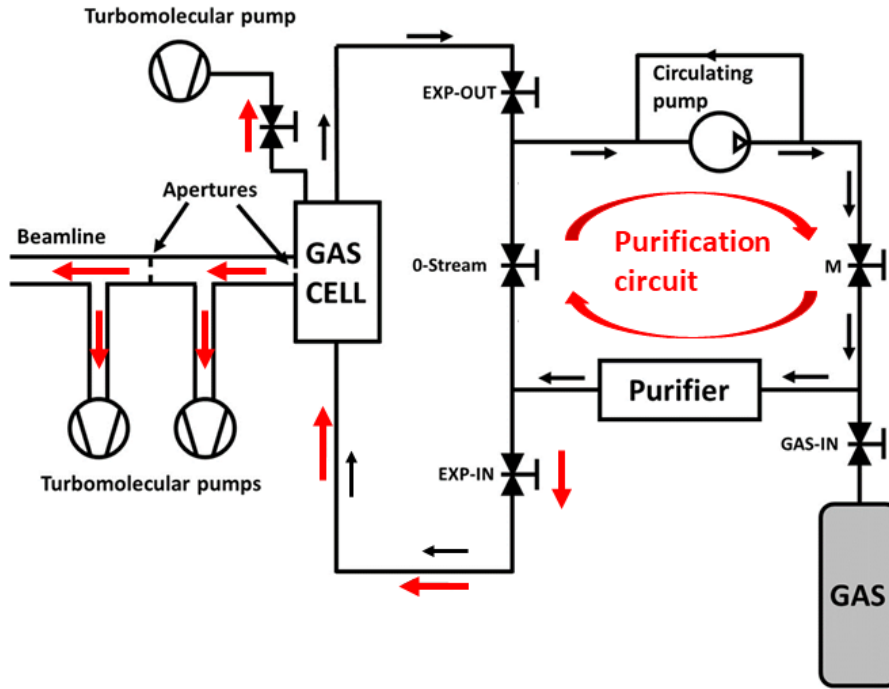 Turbomolecular pump
EXP-OUT
Circulating
pump
Apertures
Beamline
GAS
CELL
0-Stream
Purification
circuit
M
Purifier
GAS-IN
EXP-IN
Turbomolecular pumps
GAS